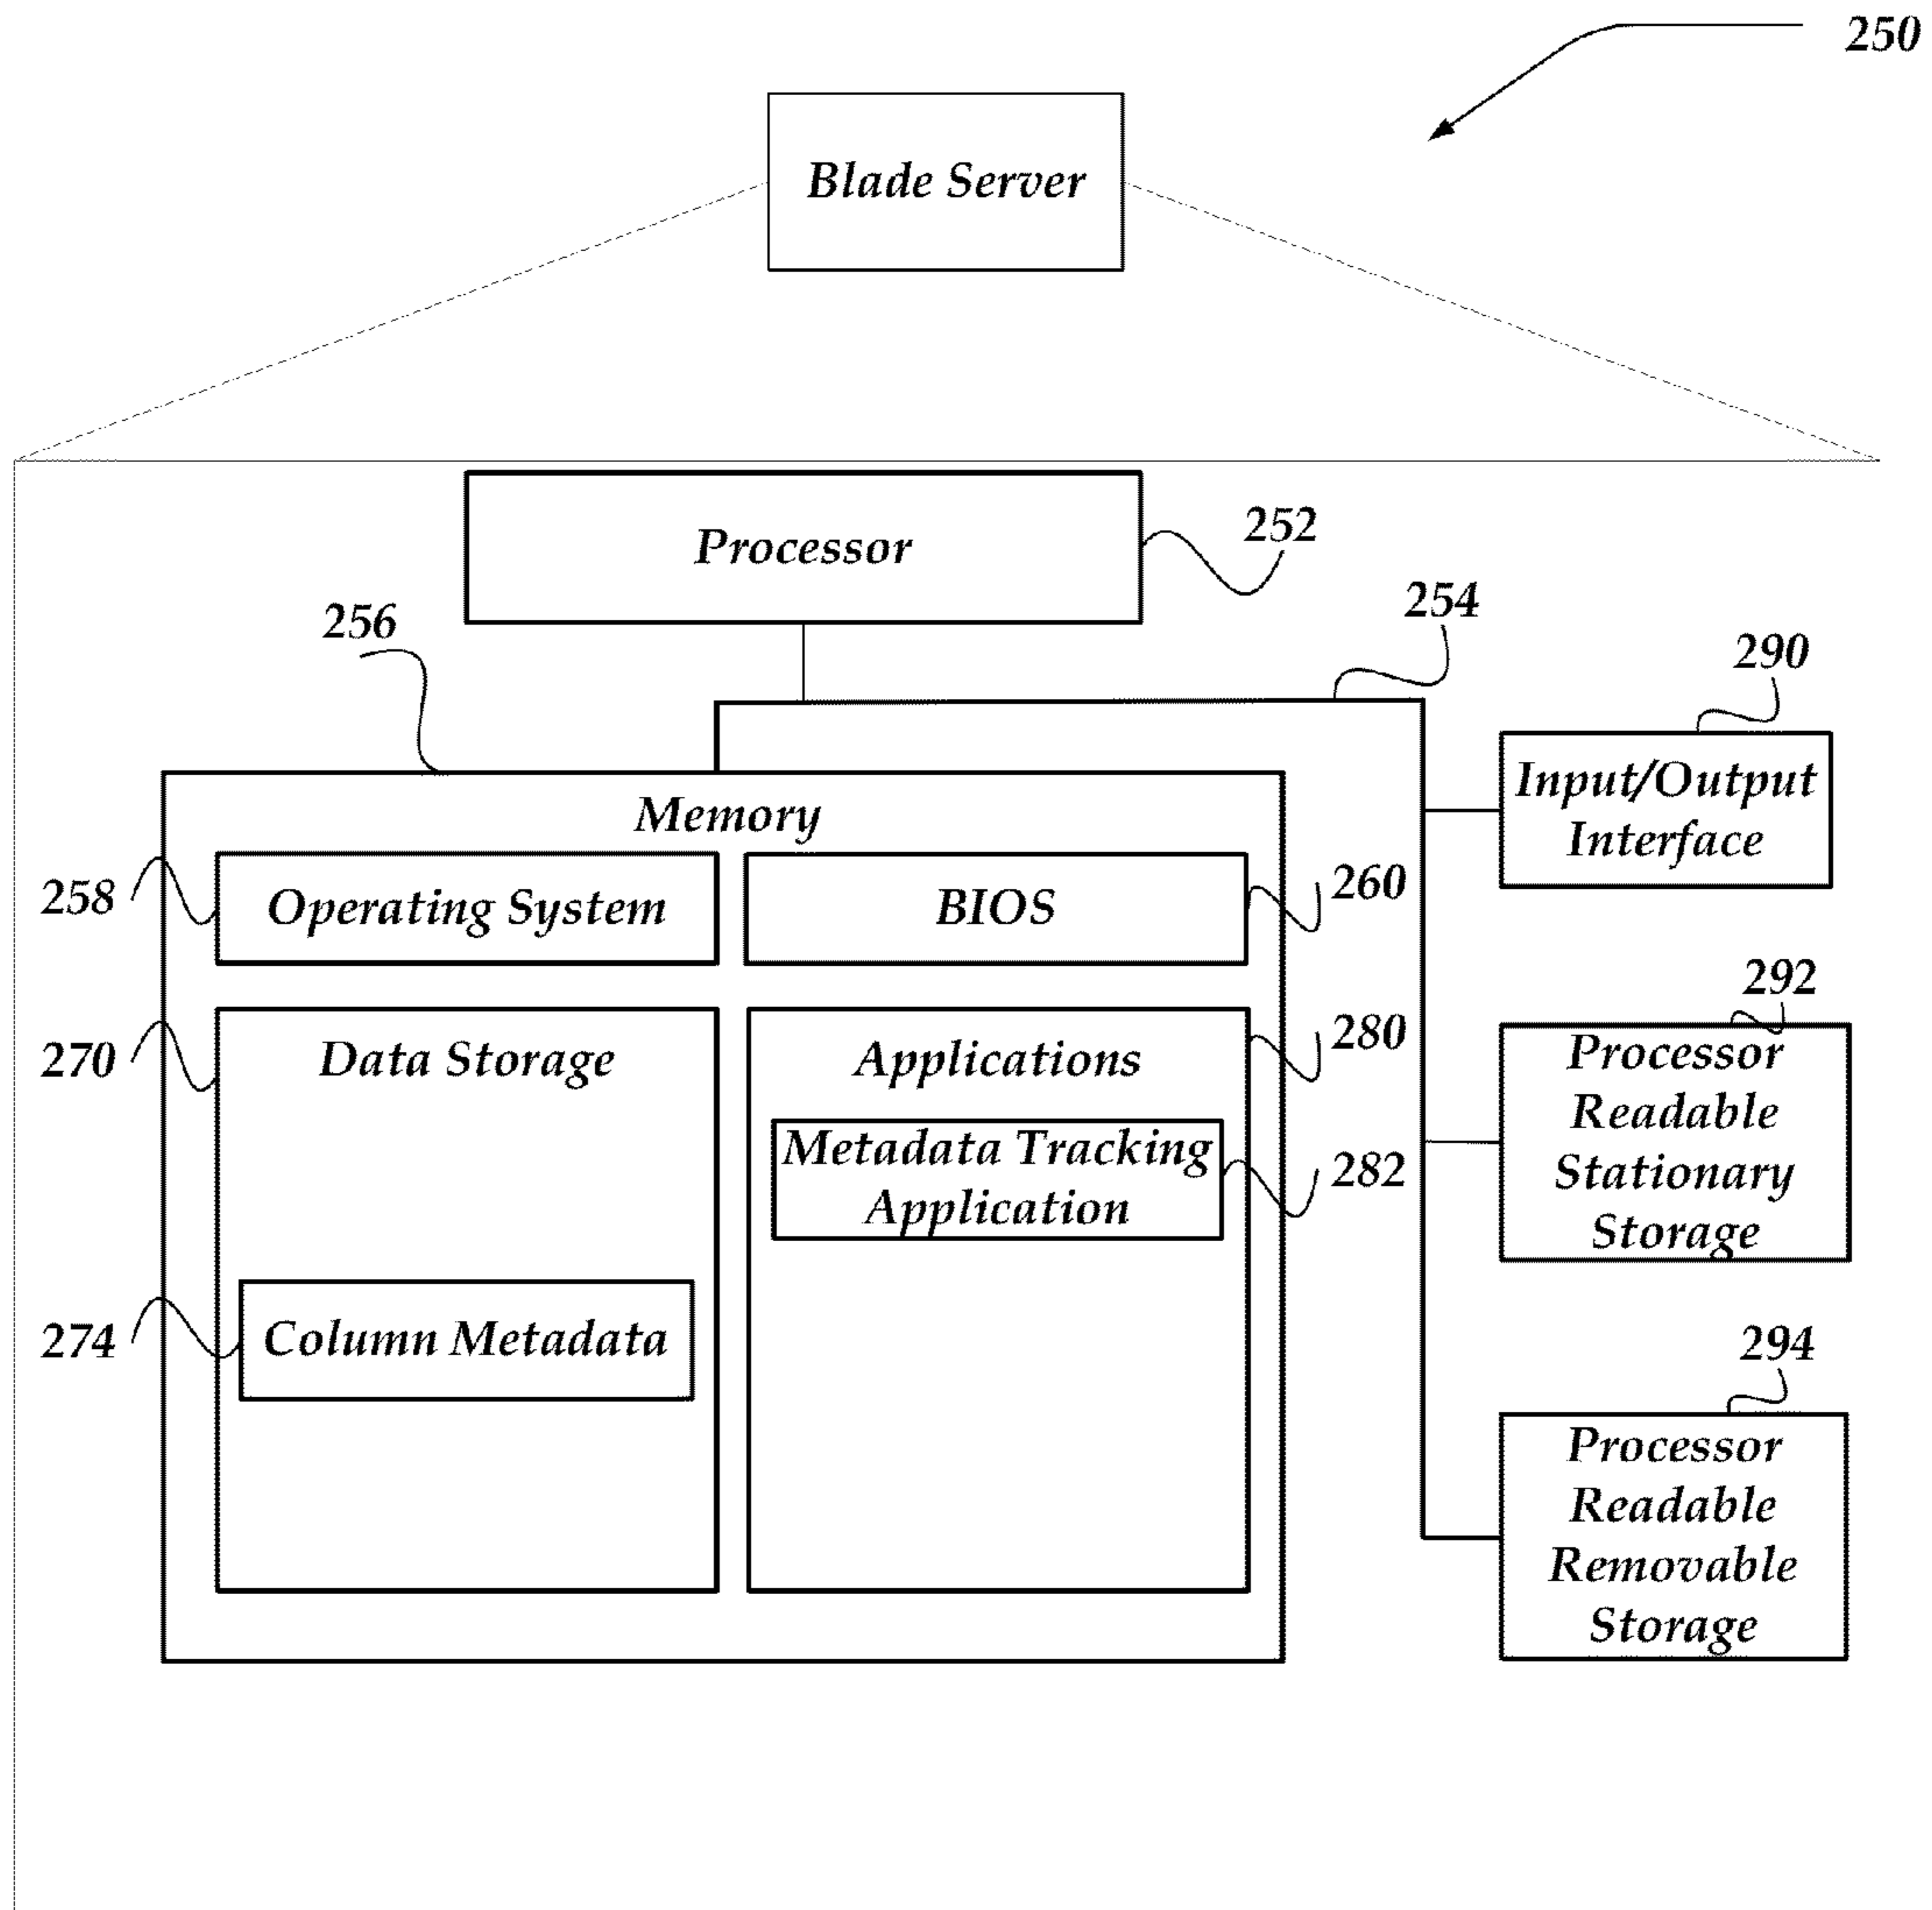 250
Blade Server
Processor
252
256
254
290
Input/Output
Interface
Memory
258
Operating System
BIOS
260
292
Processor
Readable
Stationary
Storage
270
Data Storage
Applications
280
Metadata Tracking
Application
282
274
Column Metadata
294
Processor
Readable
Removable
Storage